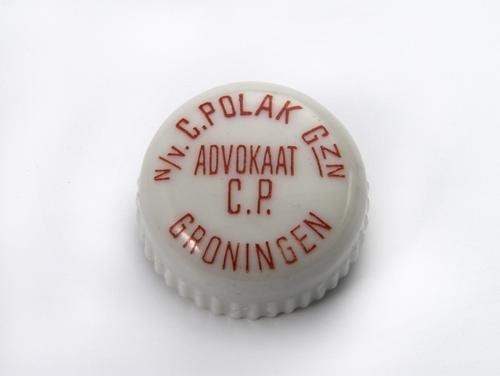 N/V. C. POLAK GZN
ADVOKAAT
C.P.
GRONINGEN